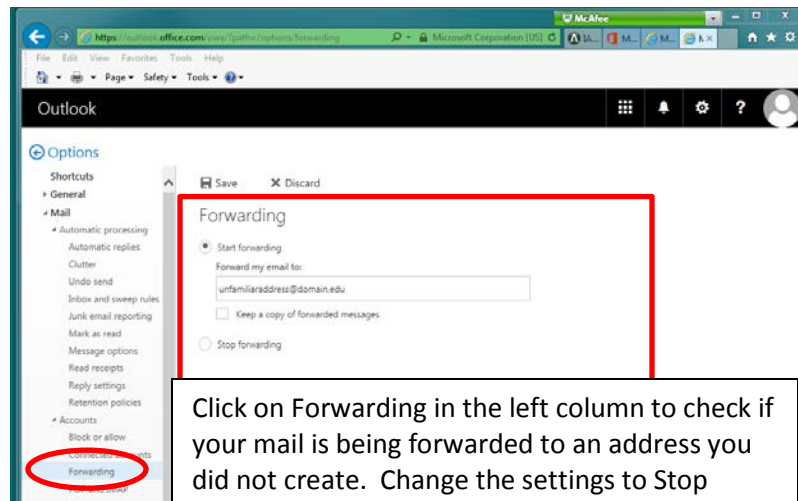 McAfee
https://outlook.office.com/owa/?path=/options/forwarding
Microsoft Corporation [US]
File Edit View Favorites Tools Help
Page Safety Tools
Outlook
Options
Shortcuts
General
Mail
Automatic processing
Automatic replies
Clutter
Undo send
Inbox and sweep rules
Junk email reporting
Mark as read
Message options
Read receipts
Reply settings
Retention policies
Accounts
Block or allow
Connected accounts
Forwarding
POP and IMAP
Save Discard
Forwarding
Start forwarding
Forward my email to:
unfamiliaraddress@domain.edu
Keep a copy of forwarded messages
Stop forwarding
Click on Forwarding in the left column to check if
your mail is being forwarded to an address you
did not create. Change the settings to Stop